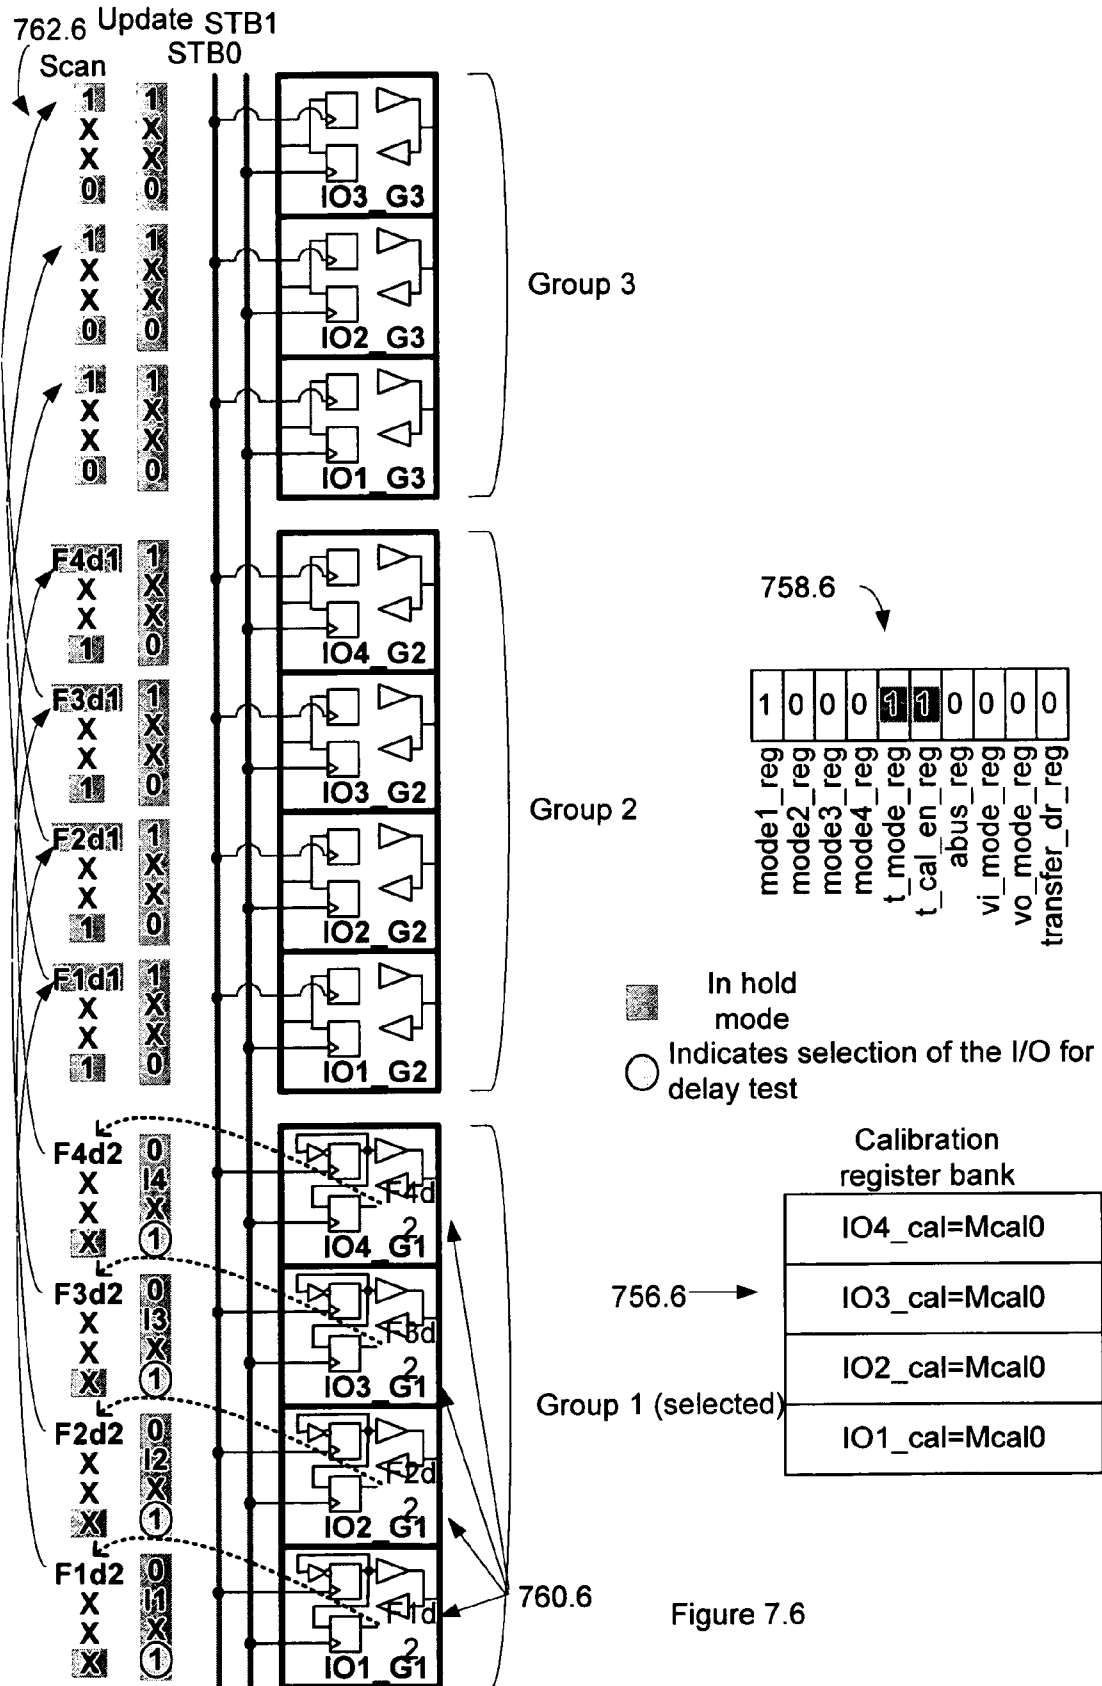 762.6
Update STB1
STB0
Scan
1 1
X X
X X
0 0
IO3_G3
1 1
X X
X X
0 0
IO2_G3
Group 3
1 1
X X
X X
0 0
IO1_G3
F4d1 1
X X
X X
1 0
IO4_G2
F3d1 1
X X
X X
1 0
IO3_G2
Group 2
F2d1 1
X X
X X
1 0
IO2_G2
F1d1 1
X X
X X
1 0
IO1_G2
758.6
1 0 0 0 1 1 0 0 0 0
mode1_reg
mode2_reg
mode3_reg
mode4_reg
t_mode_reg
t_cal_en_reg
abus_reg
vi_mode_reg
vo_mode_reg
transfer_dr_reg
In hold
mode
Indicates selection of the I/O for
delay test
F4d2 0
X I4
X X
X 1
F4d
2
IO4_G1
F3d2 0
X I3
X X
X 1
F3d
2
IO3_G1
F2d2 0
X I2
X X
X 1
F2d
2
IO2_G1
F1d2 0
X I1
X X
X 1
F1d
2
IO1_G1
Group 1 (selected)
760.6
Calibration
register bank
IO4_cal=Mcal0
756.6
IO3_cal=Mcal0
IO2_cal=Mcal0
IO1_cal=Mcal0
Figure 7.6